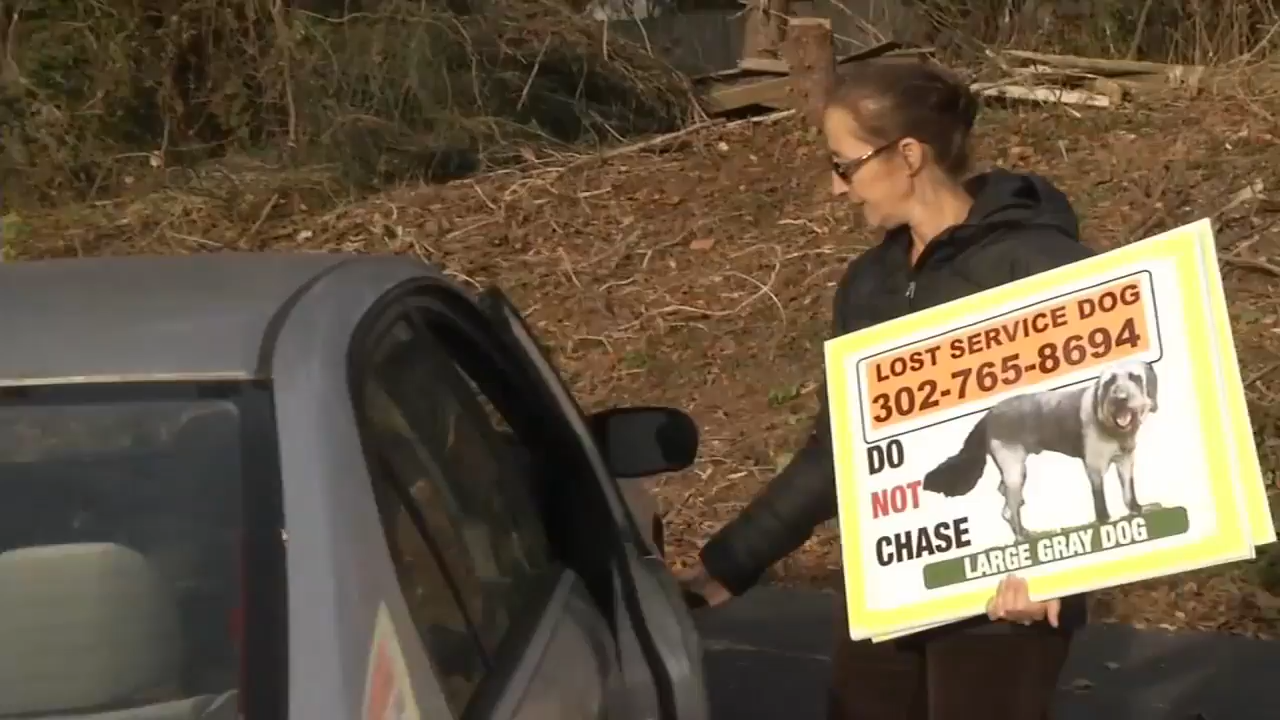 LOST SERVICE DOG
302-765-8694
DO
NOT
CHASE
LARGE GRAY DOG